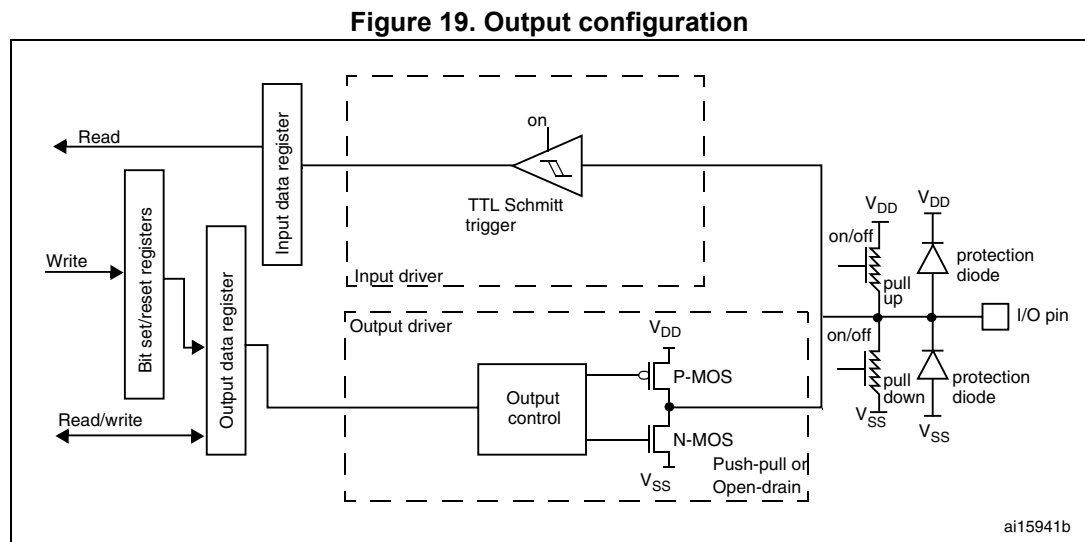 Figure 19. Output configuration
Read
Input data register
on
TTL Schmitt
trigger
Input driver
Write
Bit set/reset registers
Output data register
Read/write
Output driver
Output
control
VDD
P-MOS
N-MOS
VSS
Push-pull or
Open-drain
VDD
on/off
pull
up
VDD
protection
diode
I/O pin
on/off
pull
down
VSS
protection
diode
VSS
ai15941b